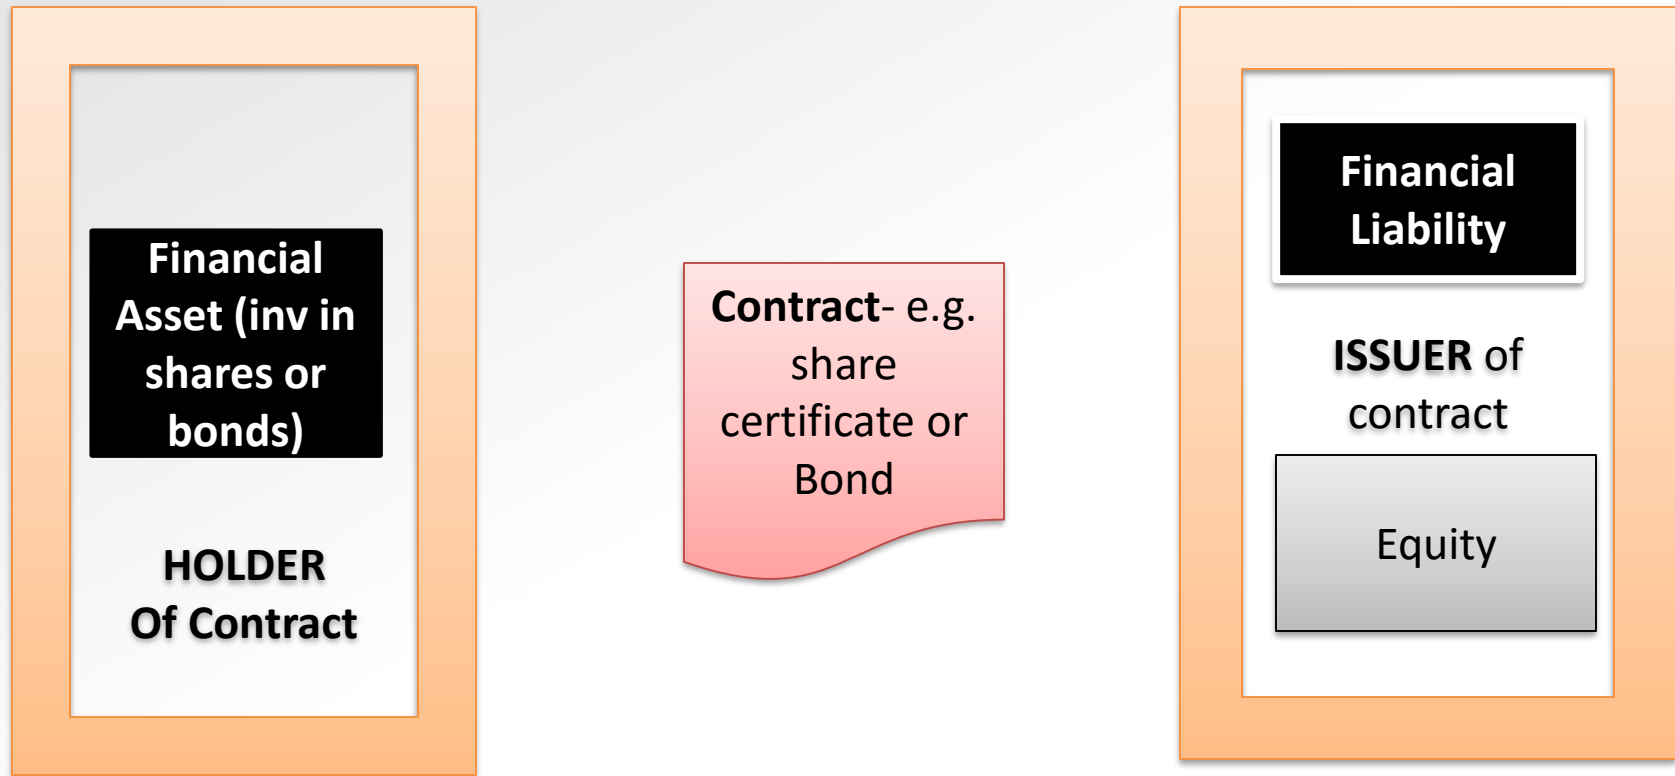 Financial
Asset (inv in
shares or
bonds)
HOLDER
Of Contract
Contract- e.g.
share
certificate or
Bond
Financial
Liability
ISSUER of
contract
Equity